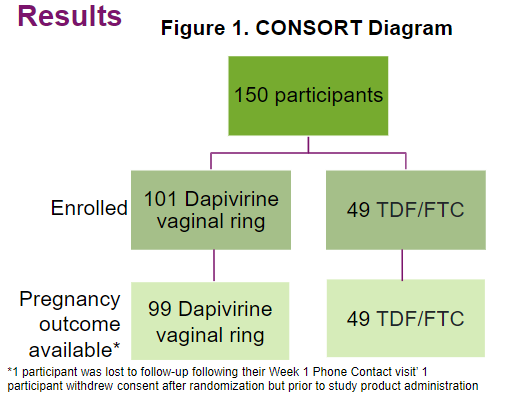 Results
Figure 1. CONSORT Diagram
150 participants
Enrolled
101 Dapivirine
vaginal ring
49 TDF/FTC
Pregnancy
outcome
available*
99 Dapivirine
vaginal ring
49 TDF/FTC
*1 participant was lost to follow-up following their Week 1 Phone Contact visit’ 1
participant withdrew consent after randomization but prior to study product administration